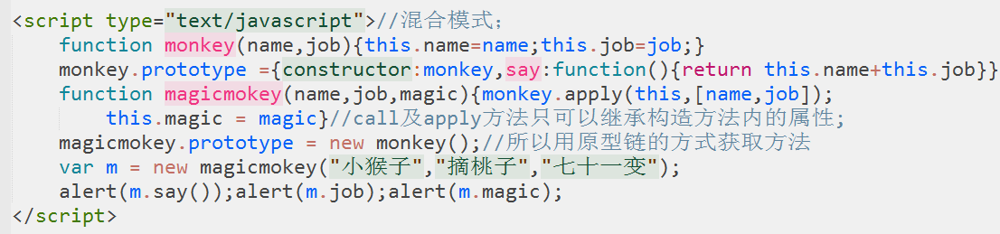 <script type="text/javascript">//混合模式;
function monkey(name,job){this.name=name;this.job=job;}
monkey.prototype ={constructor:monkey,say:function(){return this.name+this.job}}
function magicmokey(name,job,magic){monkey.apply(this,[name,job]);
this.magic = magic}//call及apply方法只可以继承构造方法内的属性;
magicmokey.prototype = new monkey();//所以用原型链的方式获取方法
var m = new magicmokey("小猴子","摘桃子","七十一变");
alert(m.say());alert(m.job);alert(m.magic);
</script>